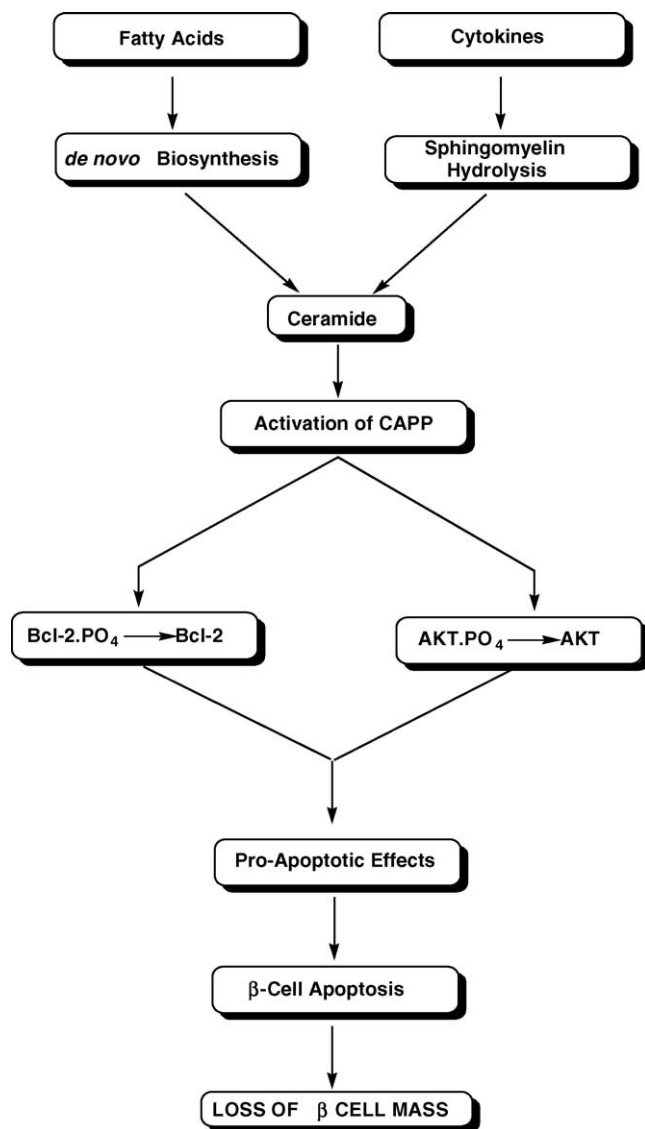 Fatty Acids
Cytokines
de novo Biosynthesis
Sphingomyelin
Hydrolysis
Ceramide
Activation of CAPP
Bcl-2.PO₄ ⟶ Bcl-2
AKT.PO₄ ⟶ AKT
Pro-Apoptotic Effects
β-Cell Apoptosis
LOSS OF β CELL MASS